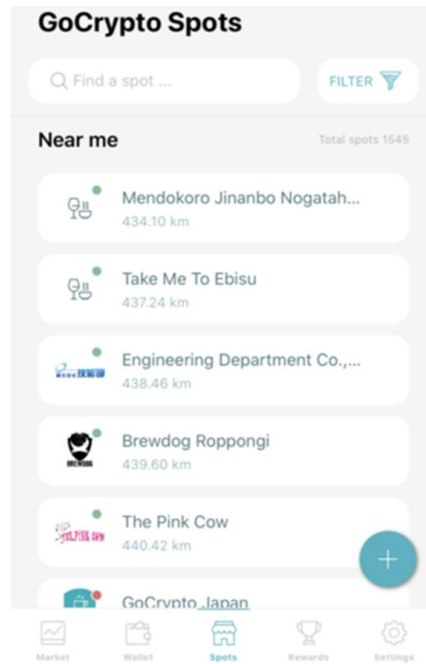 GoCrypto Spots
Find a spot ...
FILTER
Near me
Total spots 1545
Mendokoro Jinanbo Nogatah...
434.10 km
Take Me To Ebisu
437.24 km
Engineering Department Co.,...
438.46 km
BREWDOG
Brewdog Roppongi
439.60 km
The Pink Cow
440.42 km
GoCrypto Japan
Market
Wallet
Spots
Rewards
Settings